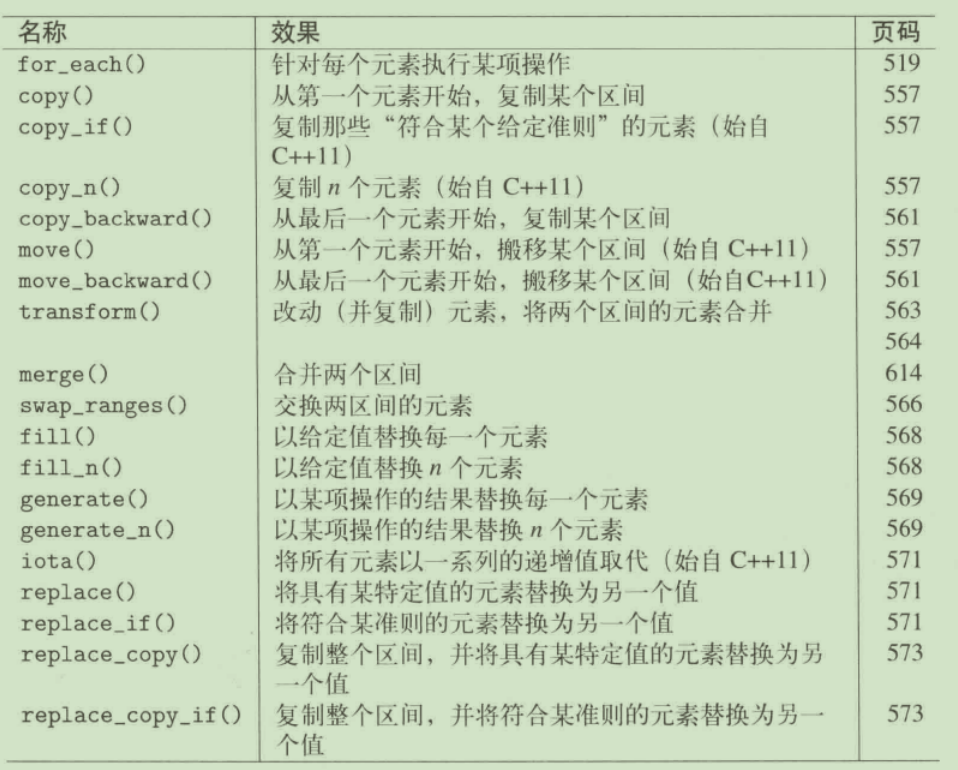 名称 效果 页码
for_each() 针对每个元素执行某项操作 519
copy() 从第一个元素开始，复制某个区间 557
copy_if() 复制那些“符合某个给定准则”的元素（始自 557
C++11）
copy_n() 复制 n 个元素（始自 C++11） 557
copy_backward() 从最后一个元素开始，复制某个区间 561
move() 从第一个元素开始，搬移某个区间（始自 C++11） 557
move_backward() 从最后一个元素开始，搬移某个区间（始自C++11） 561
transform() 改动（并复制）元素，将两个区间的元素合并 563
564
merge() 合并两个区间 614
swap_ranges() 交换两区间的元素 566
fill() 以给定值替换每一个元素 568
fill_n() 以给定值替换 n 个元素 568
generate() 以某项操作的结果替换每一个元素 569
generate_n() 以某项操作的结果替换 n 个元素 569
iota() 将所有元素以一系列的递增值取代（始自 C++11） 571
replace() 将具有某特定值的元素替换为另一个值 571
replace_if() 将符合某准则的元素替换为另一个值 571
replace_copy() 复制整个区间，并将具有某特定值的元素替换为另 573
一个值
replace_copy_if() 复制整个区间，并将符合某准则的元素替换为另一 573
个值